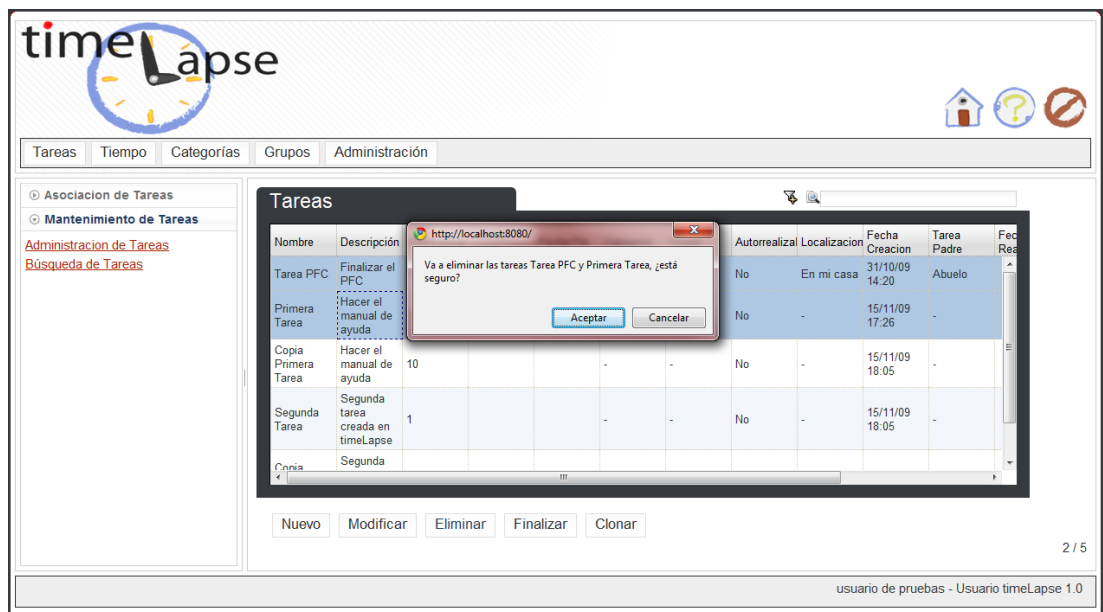 timeLapse
Tareas Tiempo Categorías Grupos Administración
Asociacion de Tareas
Mantenimiento de Tareas
Administracion de Tareas
Búsqueda de Tareas
Tareas
Nombre Descripción Autorrealizal Localizacion Fecha Creacion Tarea Padre Fec Rea
Tarea PFC Finalizar el PFC No En mi casa 31/10/09 14:20 Abuelo
Primera Tarea Hacer el manual de ayuda No - 15/11/09 17:26 -
Copia Primera Tarea Hacer el manual de ayuda 10 - - No - 15/11/09 18:05 -
Segunda Tarea Segunda tarea creada en timeLapse 1 - - No - 15/11/09 18:05 -
Copia Segunda
http://localhost:8080/
Va a eliminar las tareas Tarea PFC y Primera Tarea, ¿está
seguro?
Aceptar Cancelar
Nuevo Modificar Eliminar Finalizar Clonar
2 / 5
usuario de pruebas - Usuario timeLapse 1.0